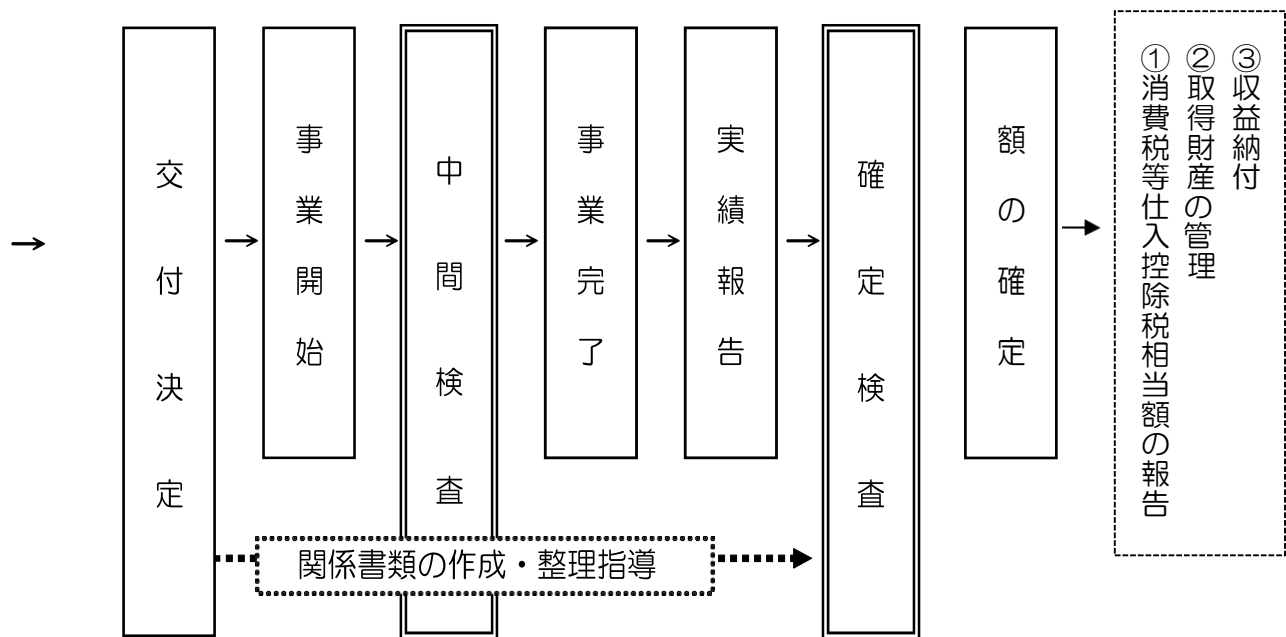 交付決定
事業開始
中間検査
事業完了
実績報告
確定検査
額の確定
③収益納付
②取得財産の管理
①消費税等仕入控除税相当額の報告
関係書類の作成・整理指導